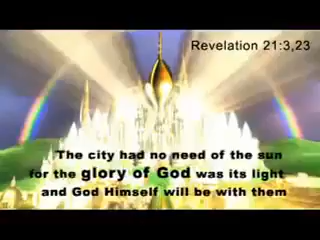 Revelation 21:3,23
The city had no need of the sun
for the glory of God was its light
and God Himself will be with them